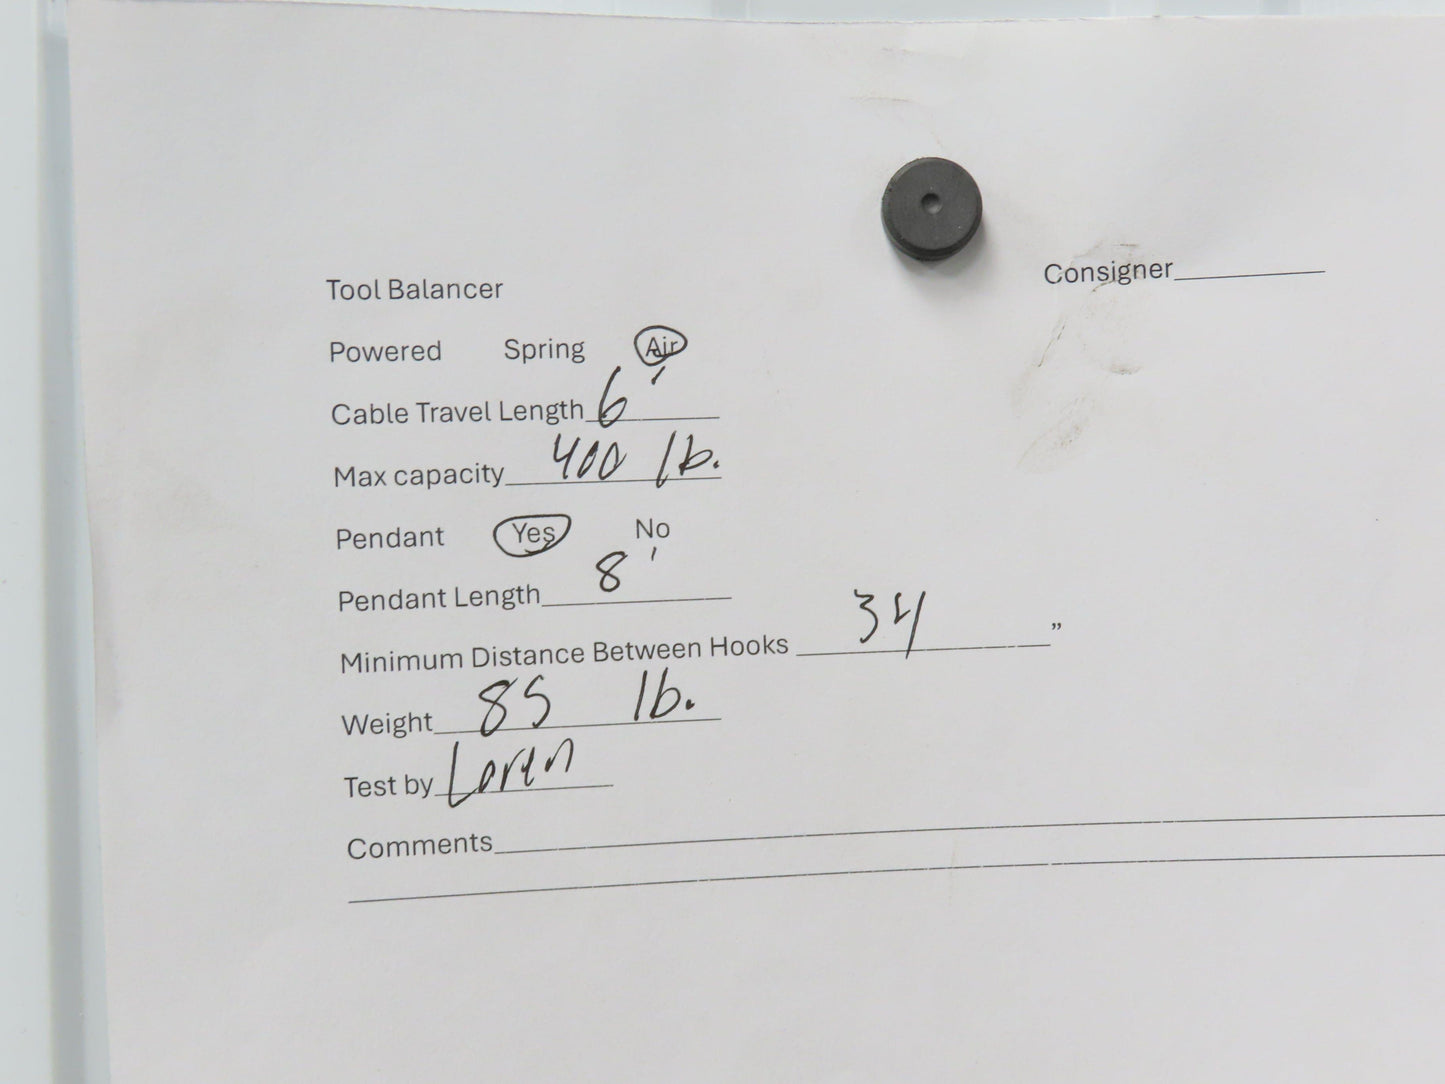 Tool Balancer
Consigner
Powered Spring Air
Cable Travel Length 6'
Max capacity 400 lb.
Pendant Yes No
Pendant Length 8'
Minimum Distance Between Hooks 34 ”
Weight 85 lb.
Test by Loren
Comments